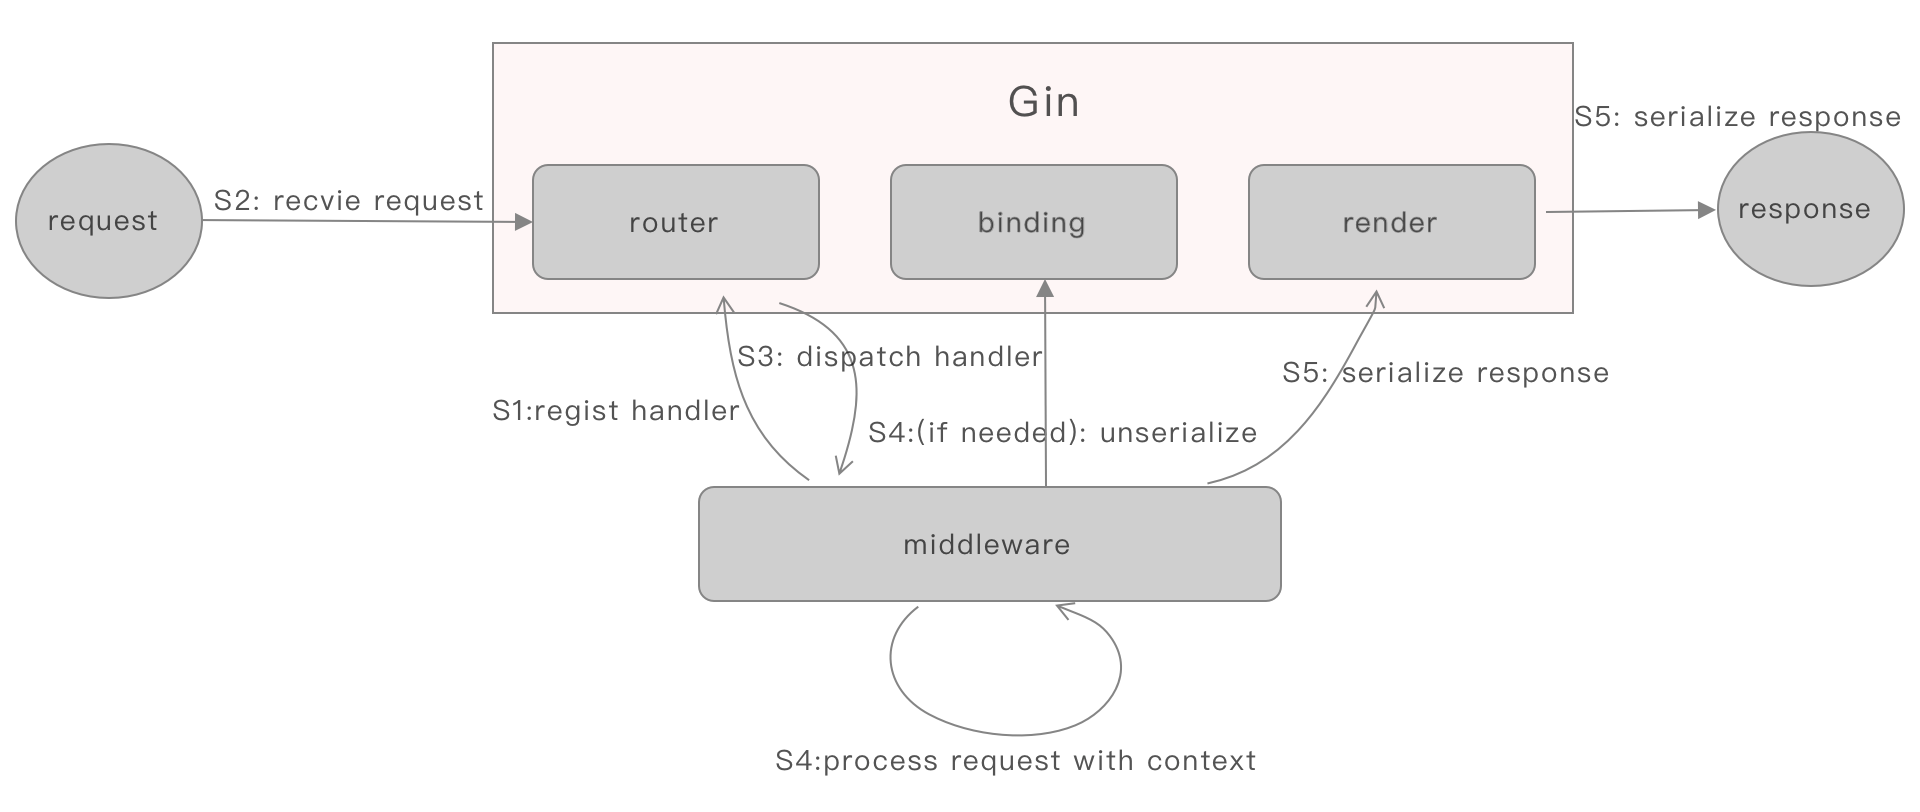 Gin
S5: serialize response
request
S2: recvie request
router
binding
render
response
S3: dispatch handler
S5: serialize response
S1:regist handler
S4:(if needed): unserialize
middleware
S4:process request with context